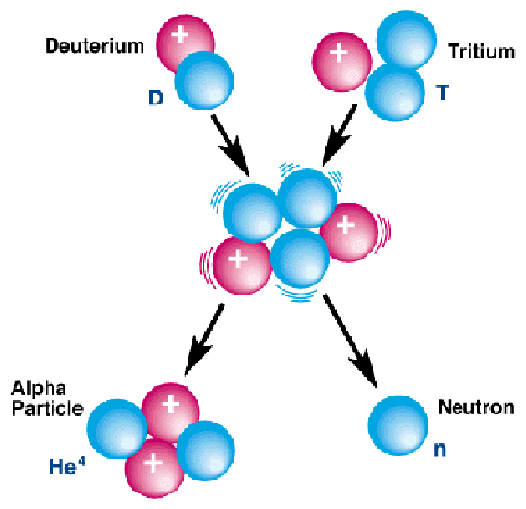 Deuterium
D
Tritium
T
+
+
+
+
Alpha
Particle
He⁴
+
+
Neutron
n